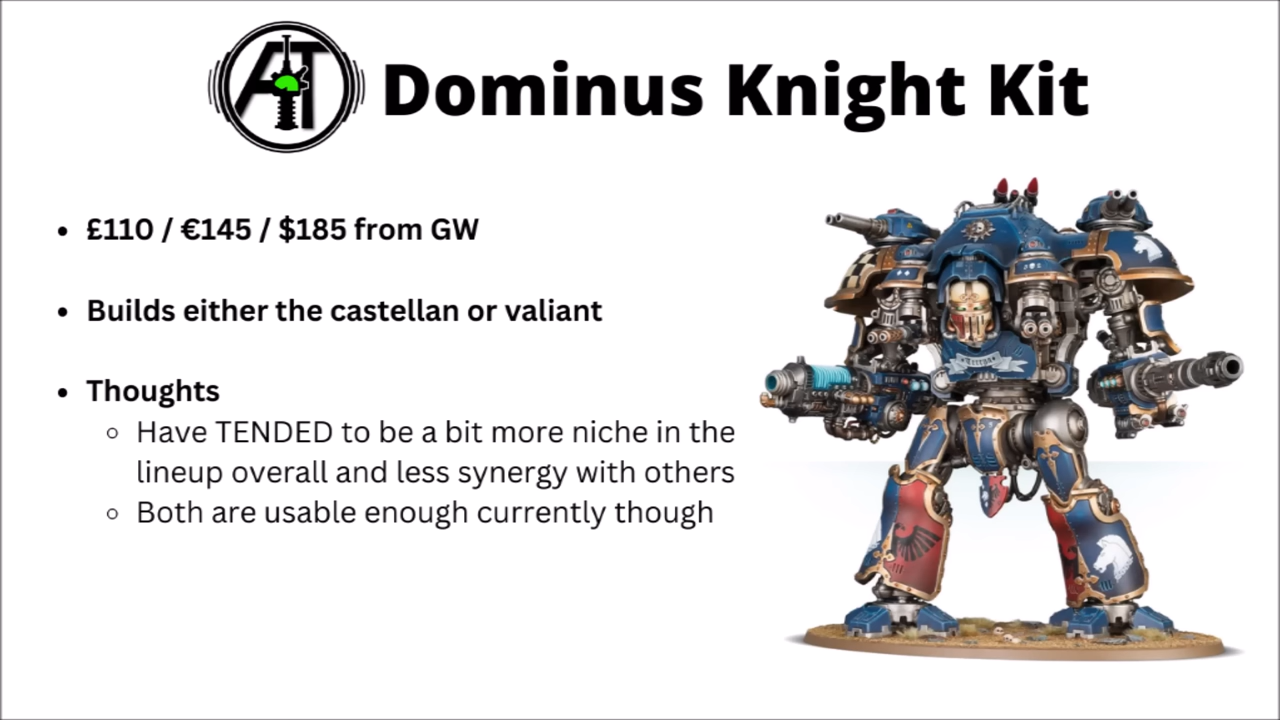 AT
Dominus Knight Kit
• £110 / €145 / $185 from GW
• Builds either the castellan or valiant
• Thoughts
◦ Have TENDED to be a bit more niche in the
lineup overall and less synergy with others
◦ Both are usable enough currently though